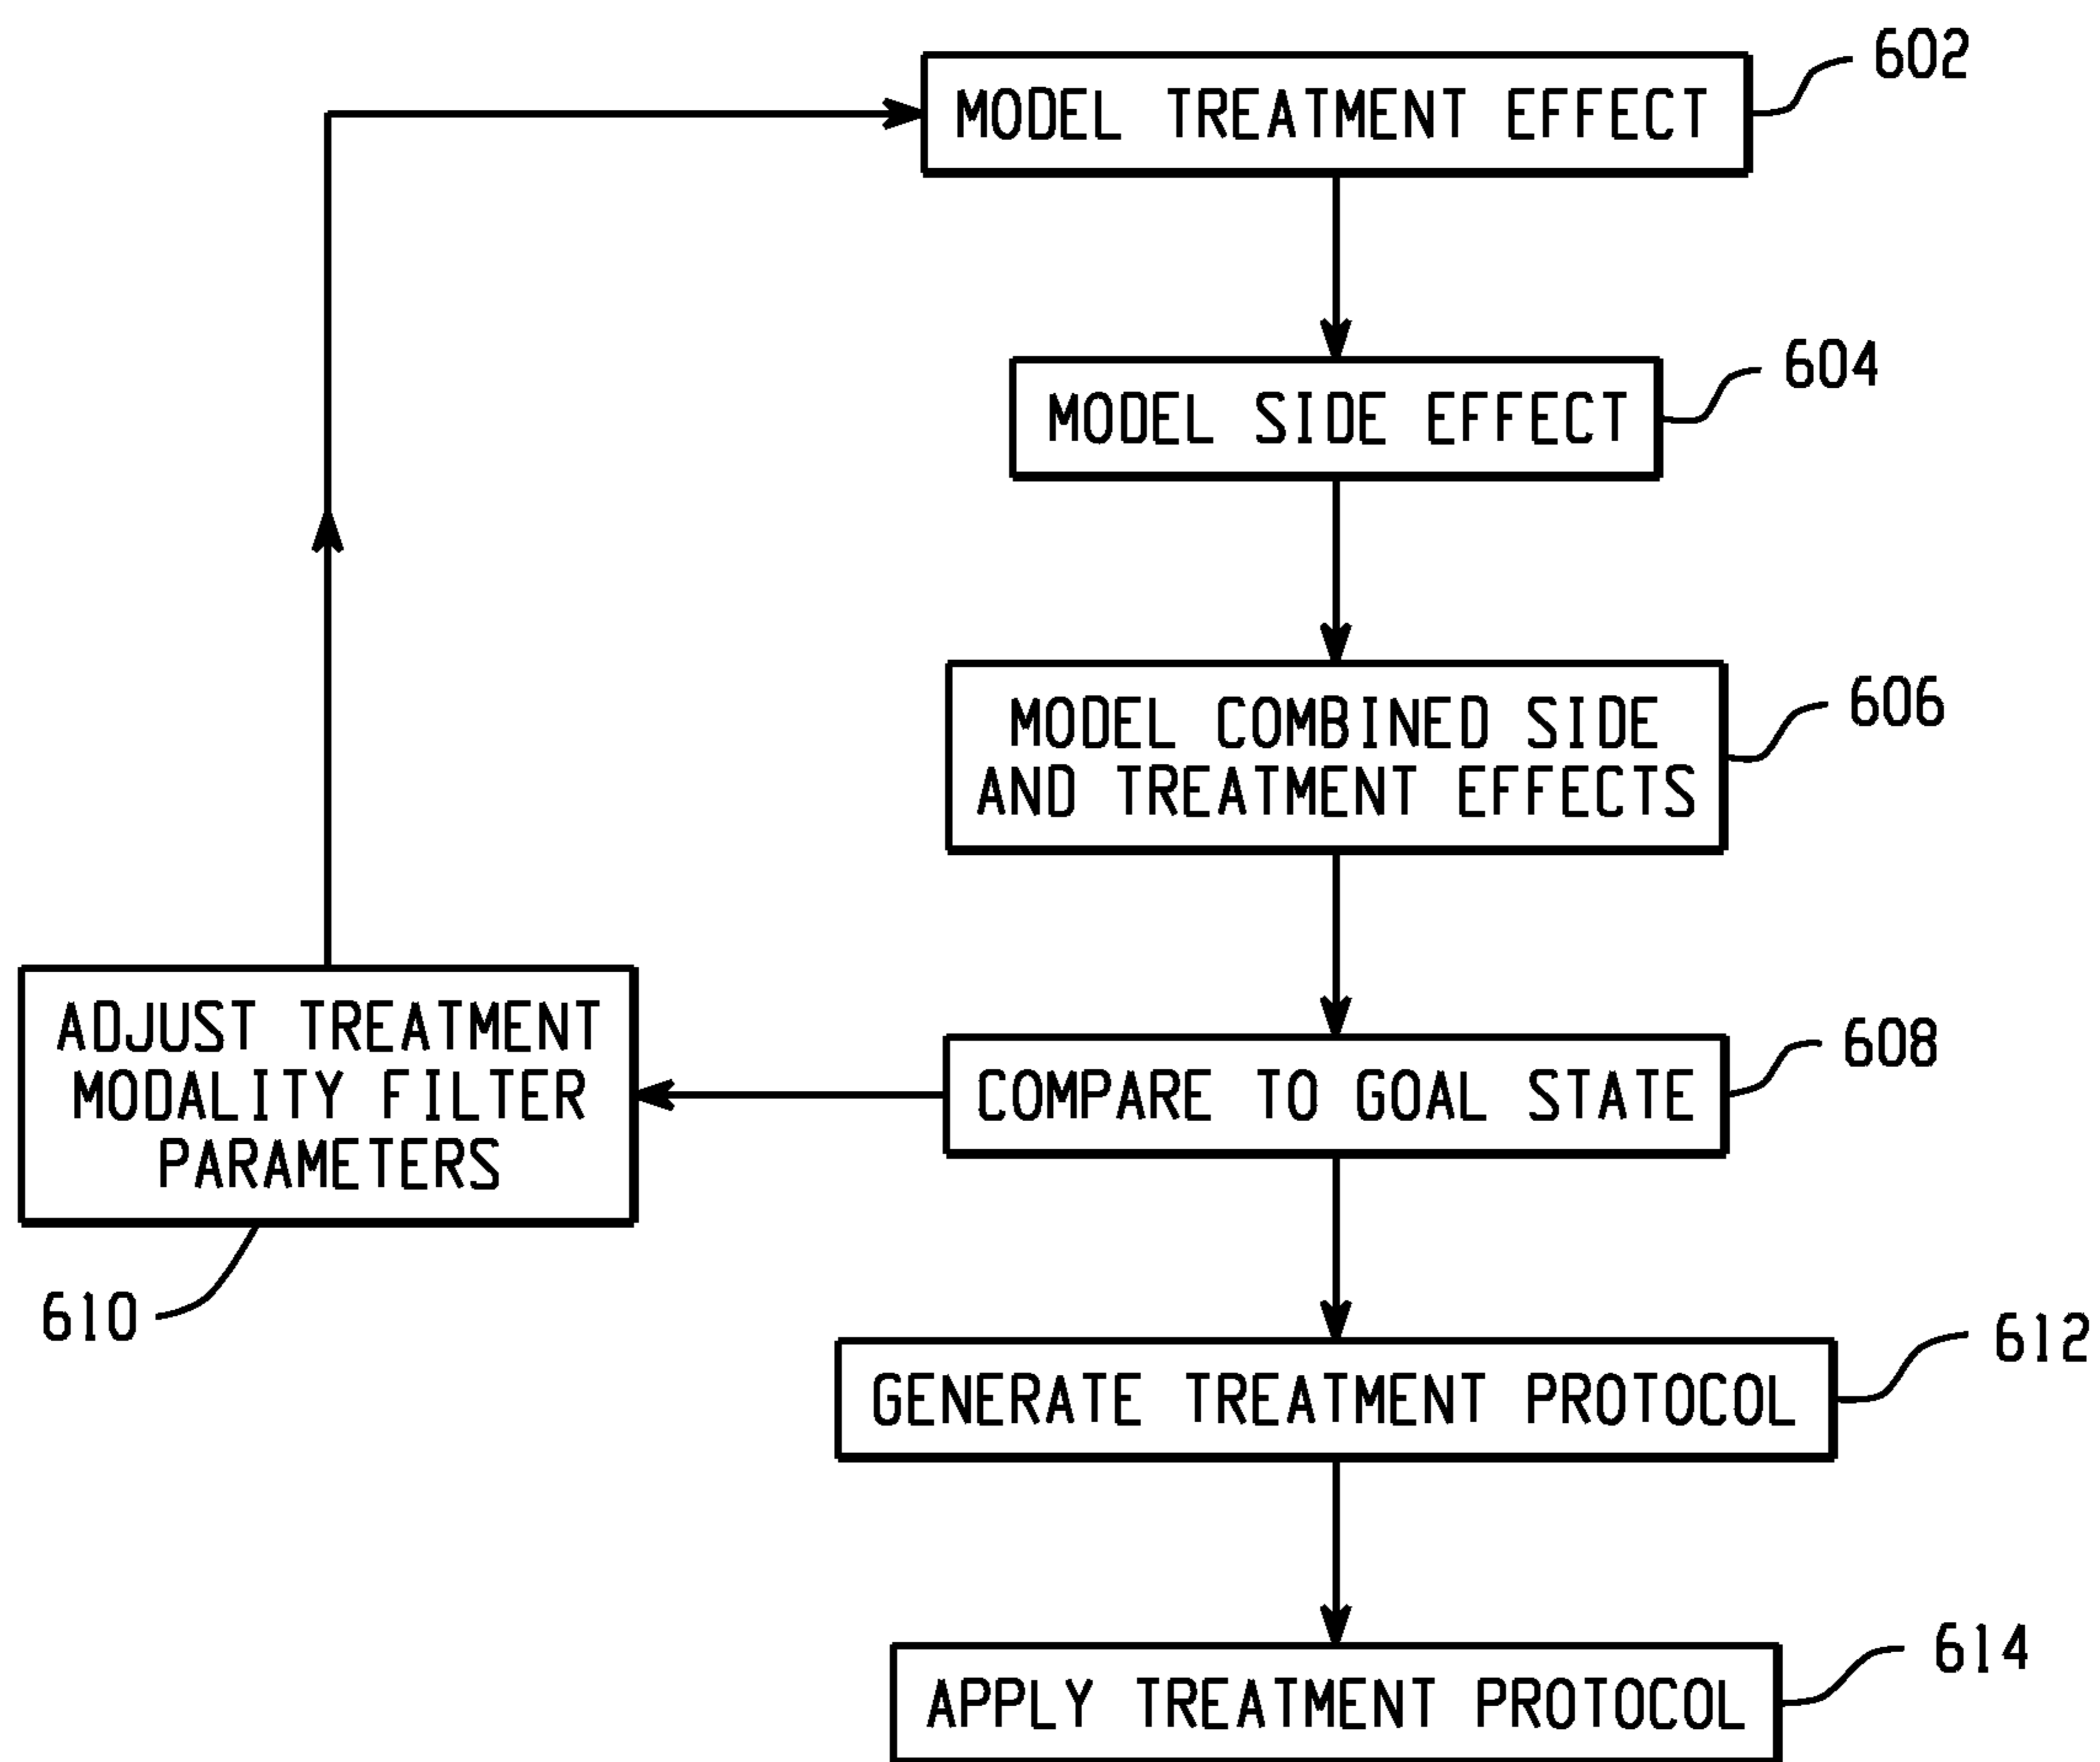 602
MODEL TREATMENT EFFECT
604
MODEL SIDE EFFECT
606
MODEL COMBINED SIDE
AND TREATMENT EFFECTS
608
COMPARE TO GOAL STATE
ADJUST TREATMENT
MODALITY FILTER
PARAMETERS
610
612
GENERATE TREATMENT PROTOCOL
614
APPLY TREATMENT PROTOCOL